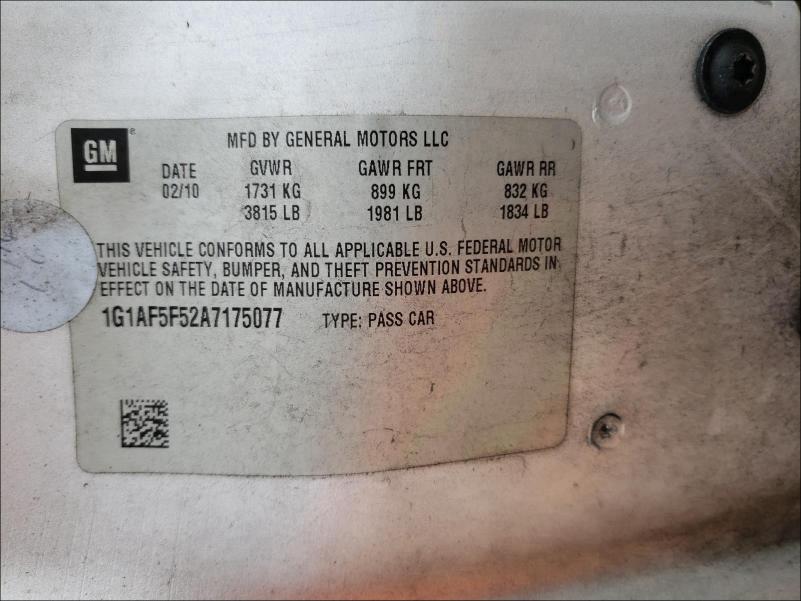 GM
®
MFD BY GENERAL MOTORS LLC
DATE GVWR GAWR FRT GAWR RR
02/10 1731 KG 899 KG 832 KG
3815 LB 1981 LB 1834 LB
THIS VEHICLE CONFORMS TO ALL APPLICABLE U.S. FEDERAL MOTOR
VEHICLE SAFETY, BUMPER, AND THEFT PREVENTION STANDARDS IN
EFFECT ON THE DATE OF MANUFACTURE SHOWN ABOVE.
1G1AF5F52A7175077 TYPE: PASS CAR